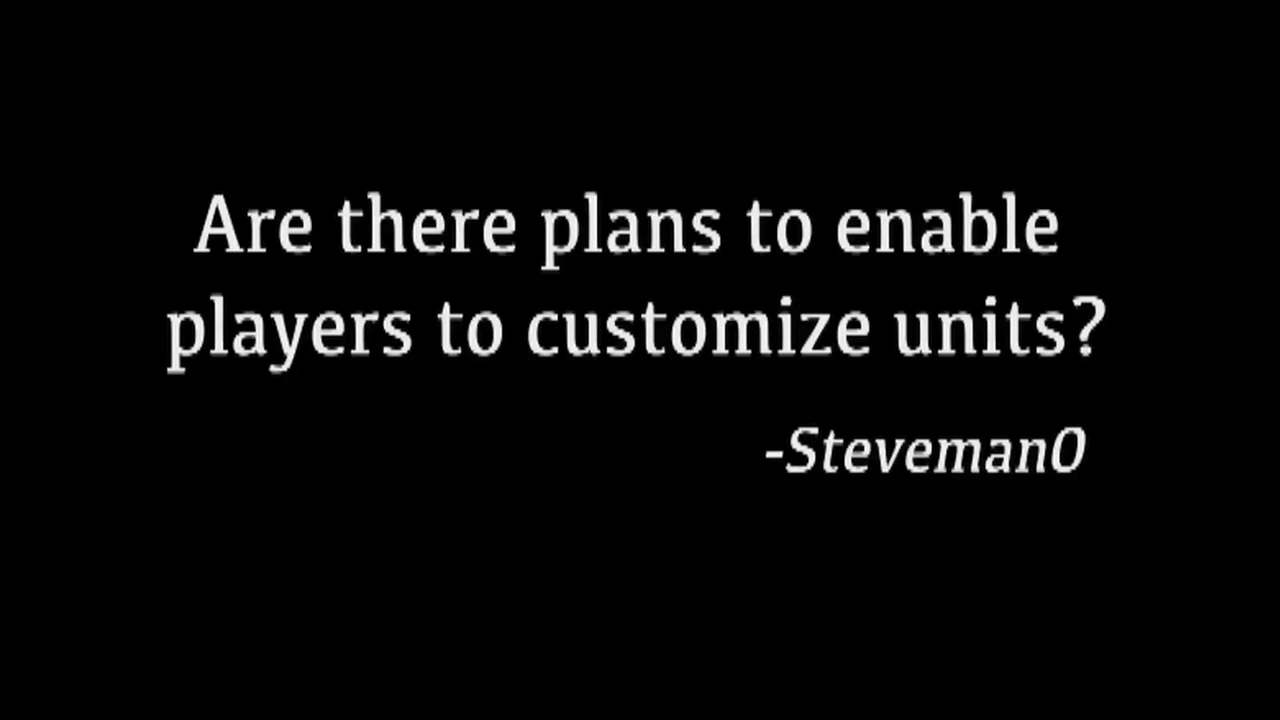 Are there plans to enable
players to customize units?
-Steveman0